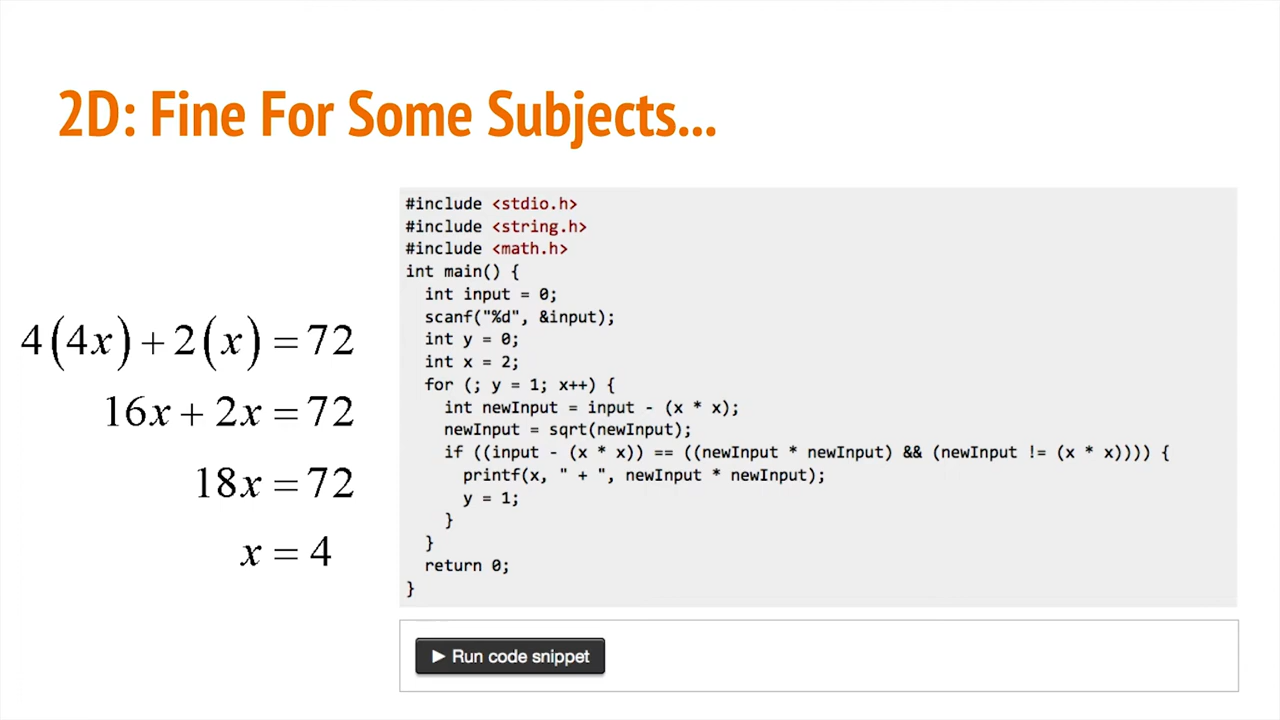 2D: Fine For Some Subjects...
4(4x)+2(x)=72
16x+2x=72
18x=72
x=4
#include <stdio.h>
#include <string.h>
#include <math.h>
int main() {
  int input = 0;
  scanf("%d", &input);
  int y = 0;
  int x = 2;
  for (; y = 1; x++) {
    int newInput = input - (x * x);
    newInput = sqrt(newInput);
    if ((input - (x * x)) == ((newInput * newInput) && (newInput != (x * x)))) {
      printf(x, " + ", newInput * newInput);
      y = 1;
    }
  }
  return 0;
}
Run code snippet